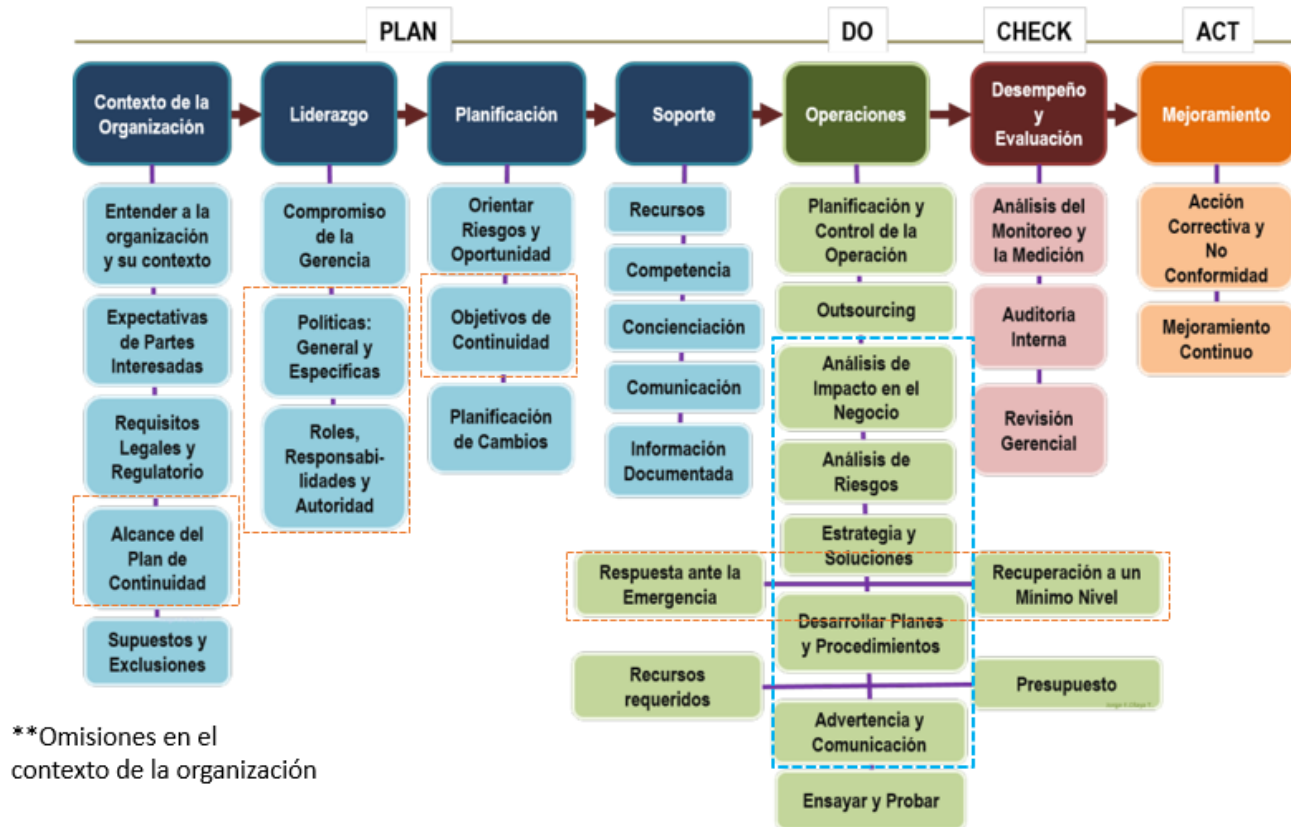 PLAN
DO
CHECK
ACT
Contexto de la
Organización
Liderazgo
Planificación
Soporte
Operaciones
Desempeño
y
Evaluación
Mejoramiento
Entender a la
organización
y su contexto
Expectativas
de Partes
Interesadas
Requisitos
Legales y
Regulatorio
Alcance del
Plan de
Continuidad
Supuestos y
Exclusiones
Compromiso
de la
Gerencia
Políticas:
General y
Específicas
Roles,
Responsabi-
lidades y
Autoridad
Orientar
Riesgos y
Oportunidad
Objetivos de
Continuidad
Planificación
de Cambios
Recursos
Competencia
Concienciación
Comunicación
Información
Documentada
Planificación y
Control de la
Operación
Outsourcing
Análisis de
Impacto en el
Negocio
Análisis de
Riesgos
Estrategia y
Soluciones
Respuesta ante la
Emergencia
Recuperación a un
Mínimo Nivel
Desarrollar Planes
y Procedimientos
Recursos
requeridos
Presupuesto
Advertencia y
Comunicación
Ensayar y Probar
Análisis del
Monitoreo y
la Medición
Auditoría
Interna
Revisión
Gerencial
Acción
Correctiva y
No
Conformidad
Mejoramiento
Continuo
**Omisiones en el
contexto de la organización